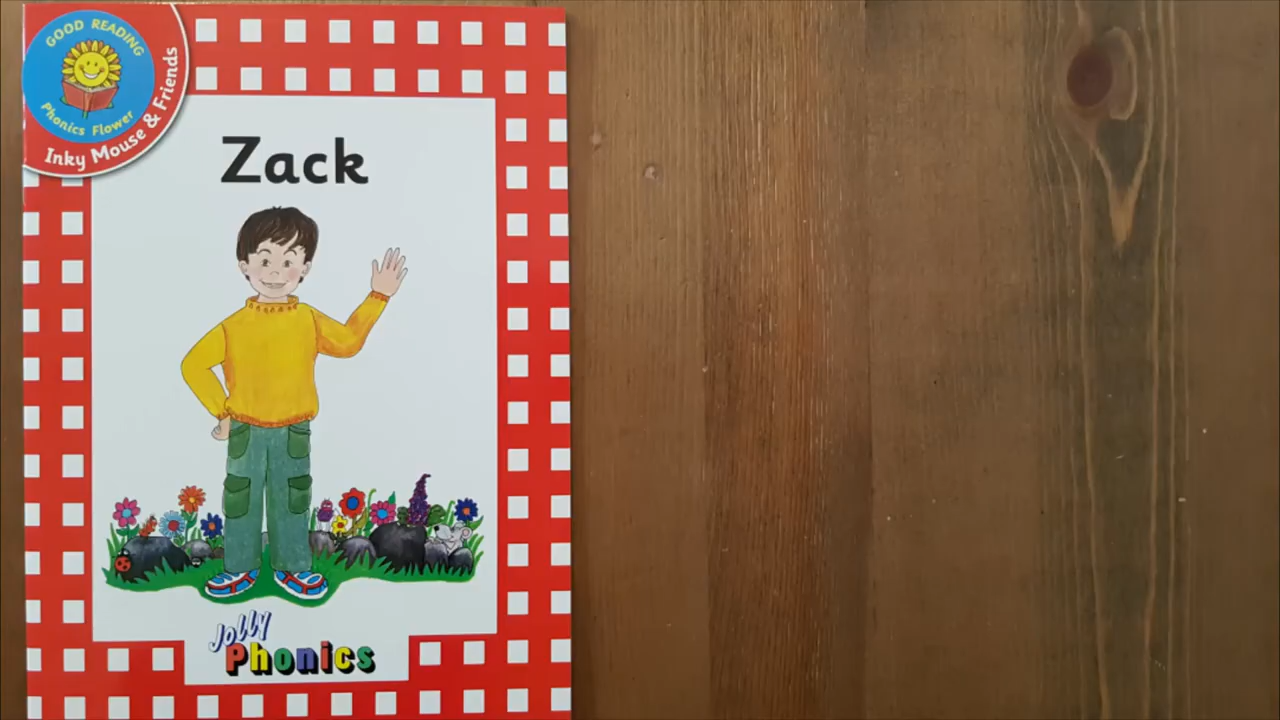 GOOD READING
Phonics Flower
Inky Mouse & Friends
Zack
Jolly
Phonics